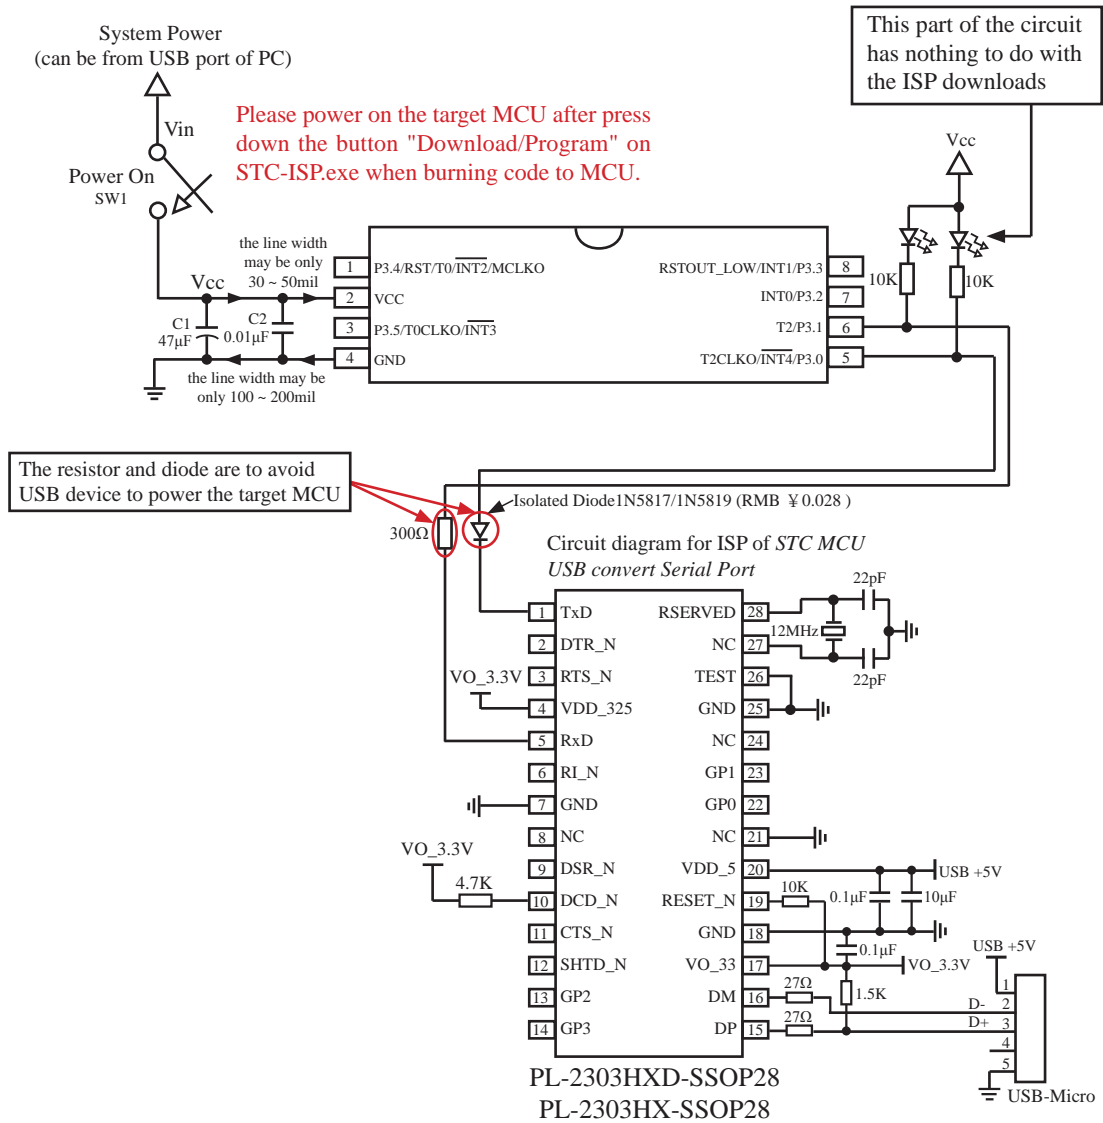 System Power
(can be from USB port of PC)
Vin
Power On
SW1
Please power on the target MCU after press
down the button "Download/Program" on
STC-ISP.exe when burning code to MCU.
This part of the circuit
has nothing to do with
the ISP downloads
Vcc
the line width
may be only
30 ~ 50mil
Vcc
C1
47μF
C2
0.01μF
the line width may be
only 100 ~ 200mil
1 P3.4/RST/T0/INT2/MCLKO
2 VCC
3 P3.5/T0CLKO/INT3
4 GND
RSTOUT_LOW/INT1/P3.3 8
INT0/P3.2 7
T2/P3.1 6
T2CLKO/INT4/P3.0 5
10K
10K
The resistor and diode are to avoid
USB device to power the target MCU
300Ω
Isolated Diode1N5817/1N5819 (RMB ¥0.028 )
Circuit diagram for ISP of STC MCU
USB convert Serial Port
1 TxD
2 DTR_N
3 RTS_N
4 VDD_325
5 RxD
6 RI_N
7 GND
8 NC
9 DSR_N
10 DCD_N
11 CTS_N
12 SHTD_N
13 GP2
14 GP3
VO_3.3V
VO_3.3V
4.7K
RSERVED 28
NC 27
TEST 26
GND 25
NC 24
GP1 23
GP0 22
NC 21
VDD_5 20
RESET_N 19
GND 18
VO_33 17
DM 16
DP 15
22pF
12MHz
22pF
USB +5V
10K
0.1μF
10μF
0.1μF
VO_3.3V
27Ω
1.5K
27Ω
USB +5V
D-
D+
1
2
3
4
5
USB-Micro
PL-2303HXD-SSOP28
PL-2303HX-SSOP28